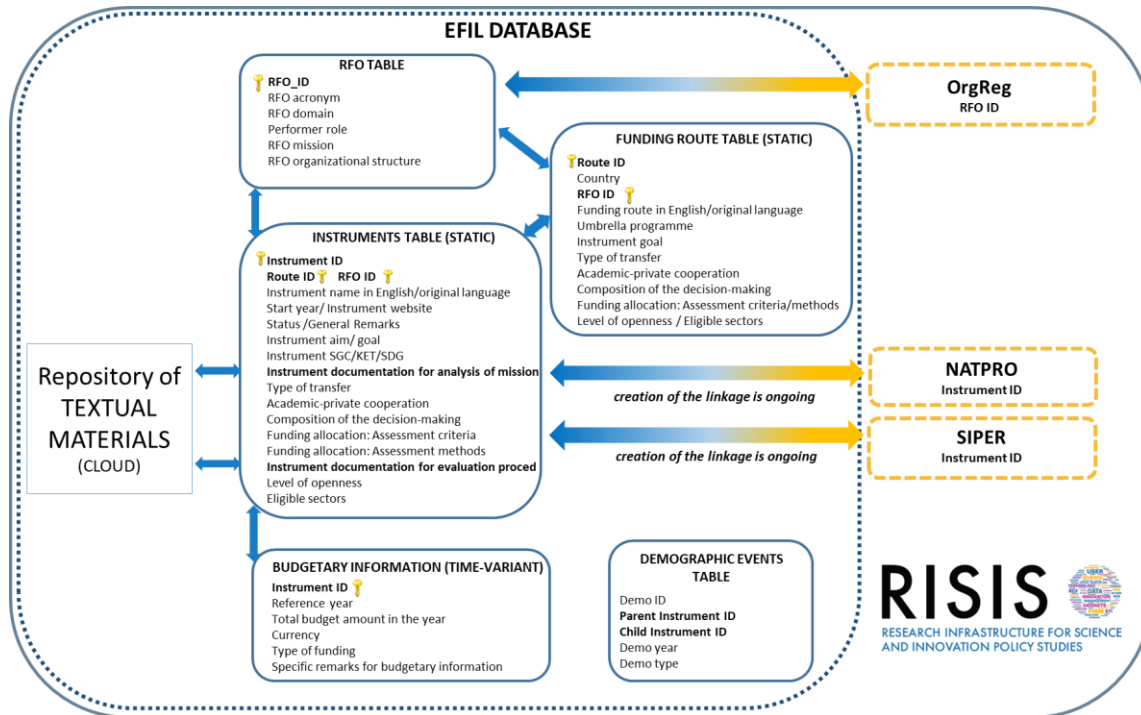 EFIL DATABASE
RFO TABLE
RFO_ID
RFO acronym
RFO domain
Performer role
RFO mission
RFO organizational structure
OrgReg
RFO ID
FUNDING ROUTE TABLE (STATIC)
Route ID
Country
RFO ID
Funding route in English/original language
Umbrella programme
Instrument goal
Type of transfer
Academic-private cooperation
Composition of the decision-making
Funding allocation: Assessment criteria/methods
Level of openness / Eligible sectors
INSTRUMENTS TABLE (STATIC)
Instrument ID
Route ID RFO ID
Instrument name in English/original language
Start year/ Instrument website
Status /General Remarks
Instrument aim/ goal
Instrument SGC/KET/SDG
Instrument documentation for analysis of mission
Type of transfer
Academic-private cooperation
Composition of the decision-making
Funding allocation: Assessment criteria
Funding allocation: Assessment methods
Instrument documentation for evaluation proced
Level of openness
Eligible sectors
Repository of
TEXTUAL
MATERIALS
(CLOUD)
creation of the linkage is ongoing
NATPRO
Instrument ID
creation of the linkage is ongoing
SIPER
Instrument ID
BUDGETARY INFORMATION (TIME-VARIANT)
Instrument ID
Reference year
Total budget amount in the year
Currency
Type of funding
Specific remarks for budgetary information
DEMOGRAPHIC EVENTS
TABLE
Demo ID
Parent Instrument ID
Child Instrument ID
Demo year
Demo type
RISIS
RESEARCH INFRASTRUCTURE FOR SCIENCE
AND INNOVATION POLICY STUDIES
USER
SCIENCE
DATA